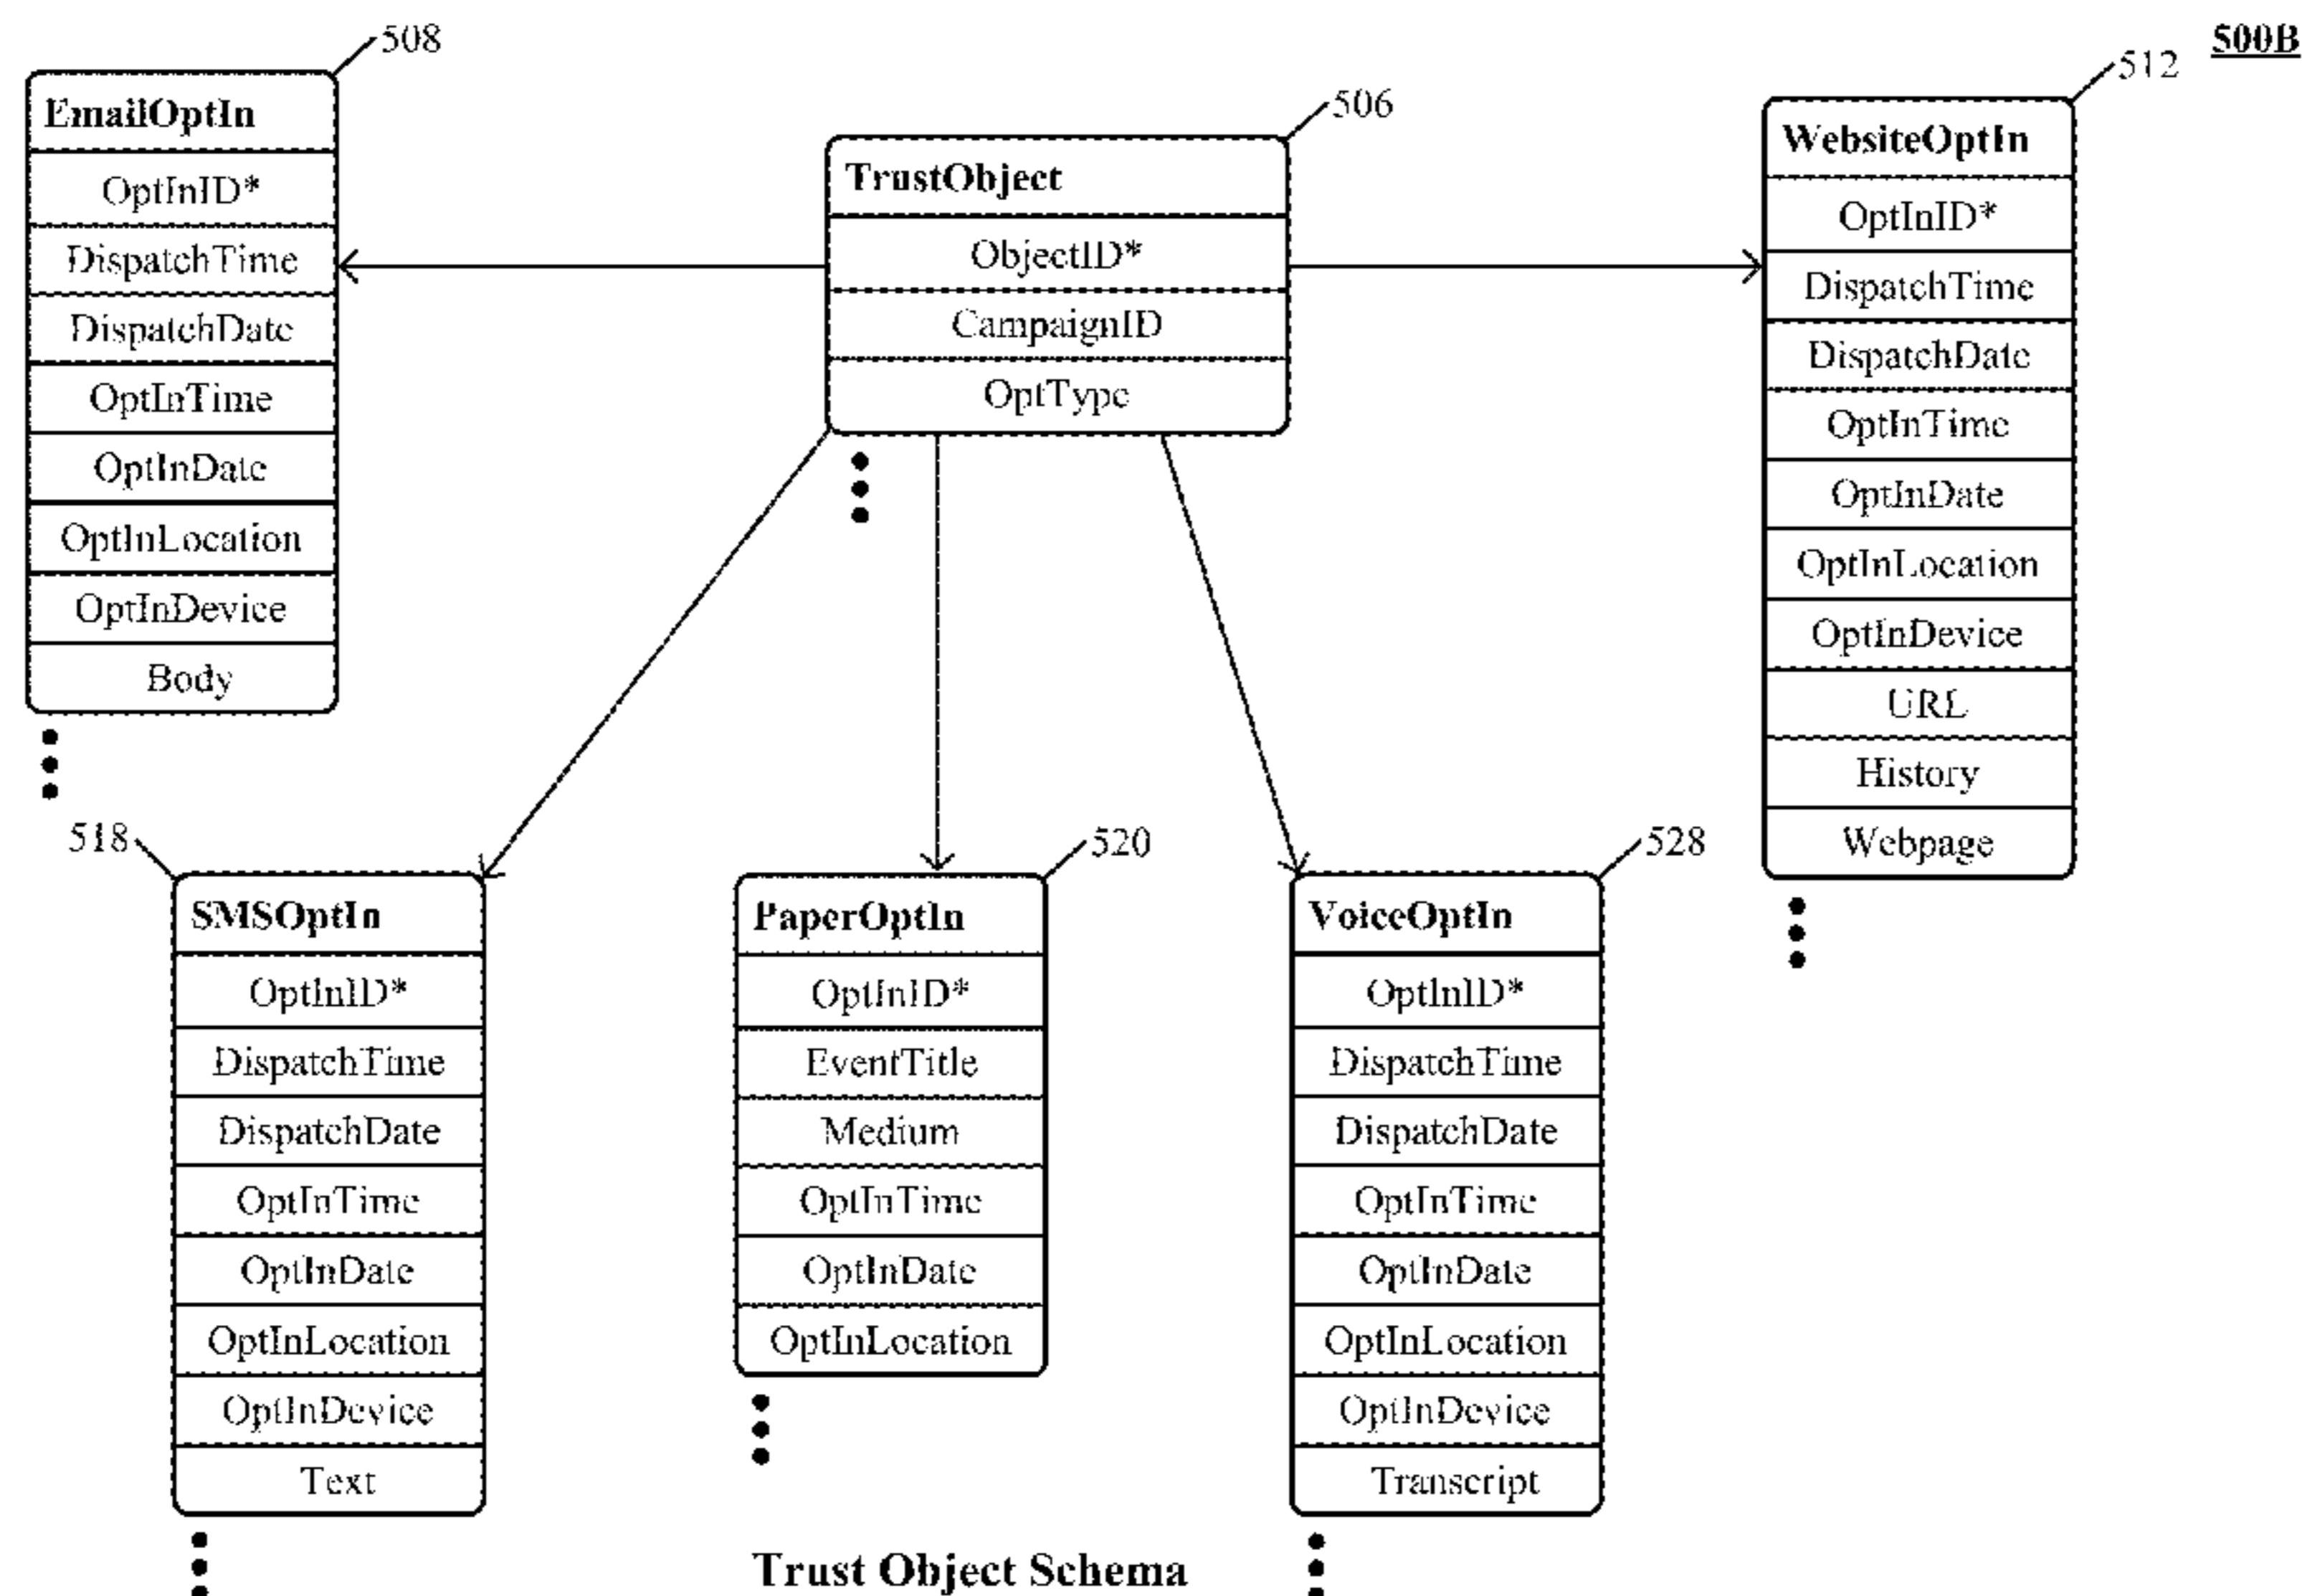 500B
508
EmailOptIn
OptInID*
DispatchTime
DispatchDate
OptInTime
OptInDate
OptInLocation
OptInDevice
Body
506
TrustObject
ObjectID*
CampaignID
OptType
512
WebsiteOptIn
OptInID*
DispatchTime
DispatchDate
OptInTime
OptInDate
OptInLocation
OptInDevice
URL
History
Webpage
518
SMSOptIn
OptInID*
DispatchTime
DispatchDate
OptInTime
OptInDate
OptInLocation
OptInDevice
Text
520
PaperOptIn
OptInID*
EventTitle
Medium
OptInTime
OptInDate
OptInLocation
528
VoiceOptIn
OptInID*
DispatchTime
DispatchDate
OptInTime
OptInDate
OptInLocation
OptInDevice
Transcript
Trust Object Schema